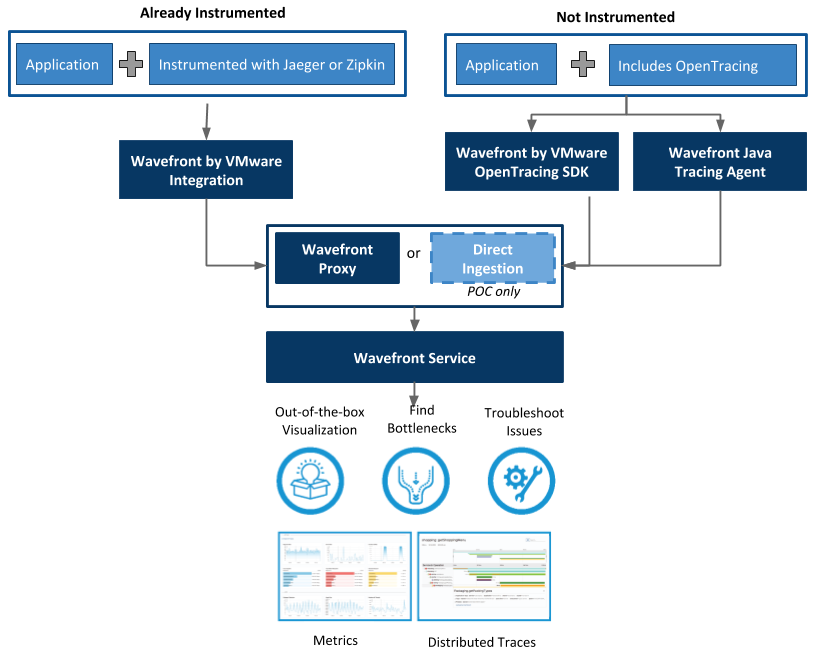 Already Instrumented
Not Instrumented
Application
Instrumented with Jaeger or Zipkin
Application
Includes OpenTracing
Wavefront by VMware
Integration
Wavefront by VMware
OpenTracing SDK
Wavefront Java
Tracing Agent
Wavefront
Proxy
or
Direct
Ingestion
POC only
Wavefront Service
Out-of-the-box
Visualization
Find
Bottlenecks
Troubleshoot
Issues
Metrics
Distributed Traces